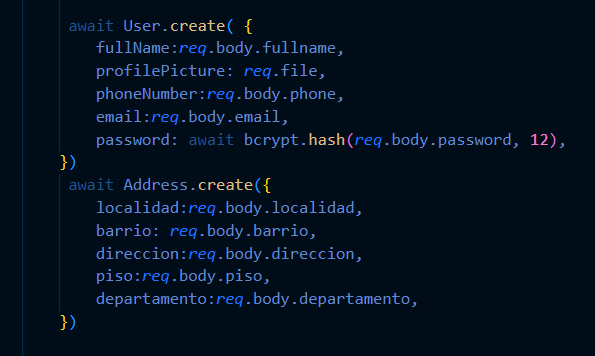 await User.create( {
fullName:req.body.fullname,
profilePicture: req.file,
phoneNumber:req.body.phone,
email:req.body.email,
password: await bcrypt.hash(req.body.password, 12),
})
await Address.create({
localidad:req.body.localidad,
barrio: req.body.barrio,
direccion:req.body.direccion,
piso:req.body.piso,
departamento:req.body.departamento,
})